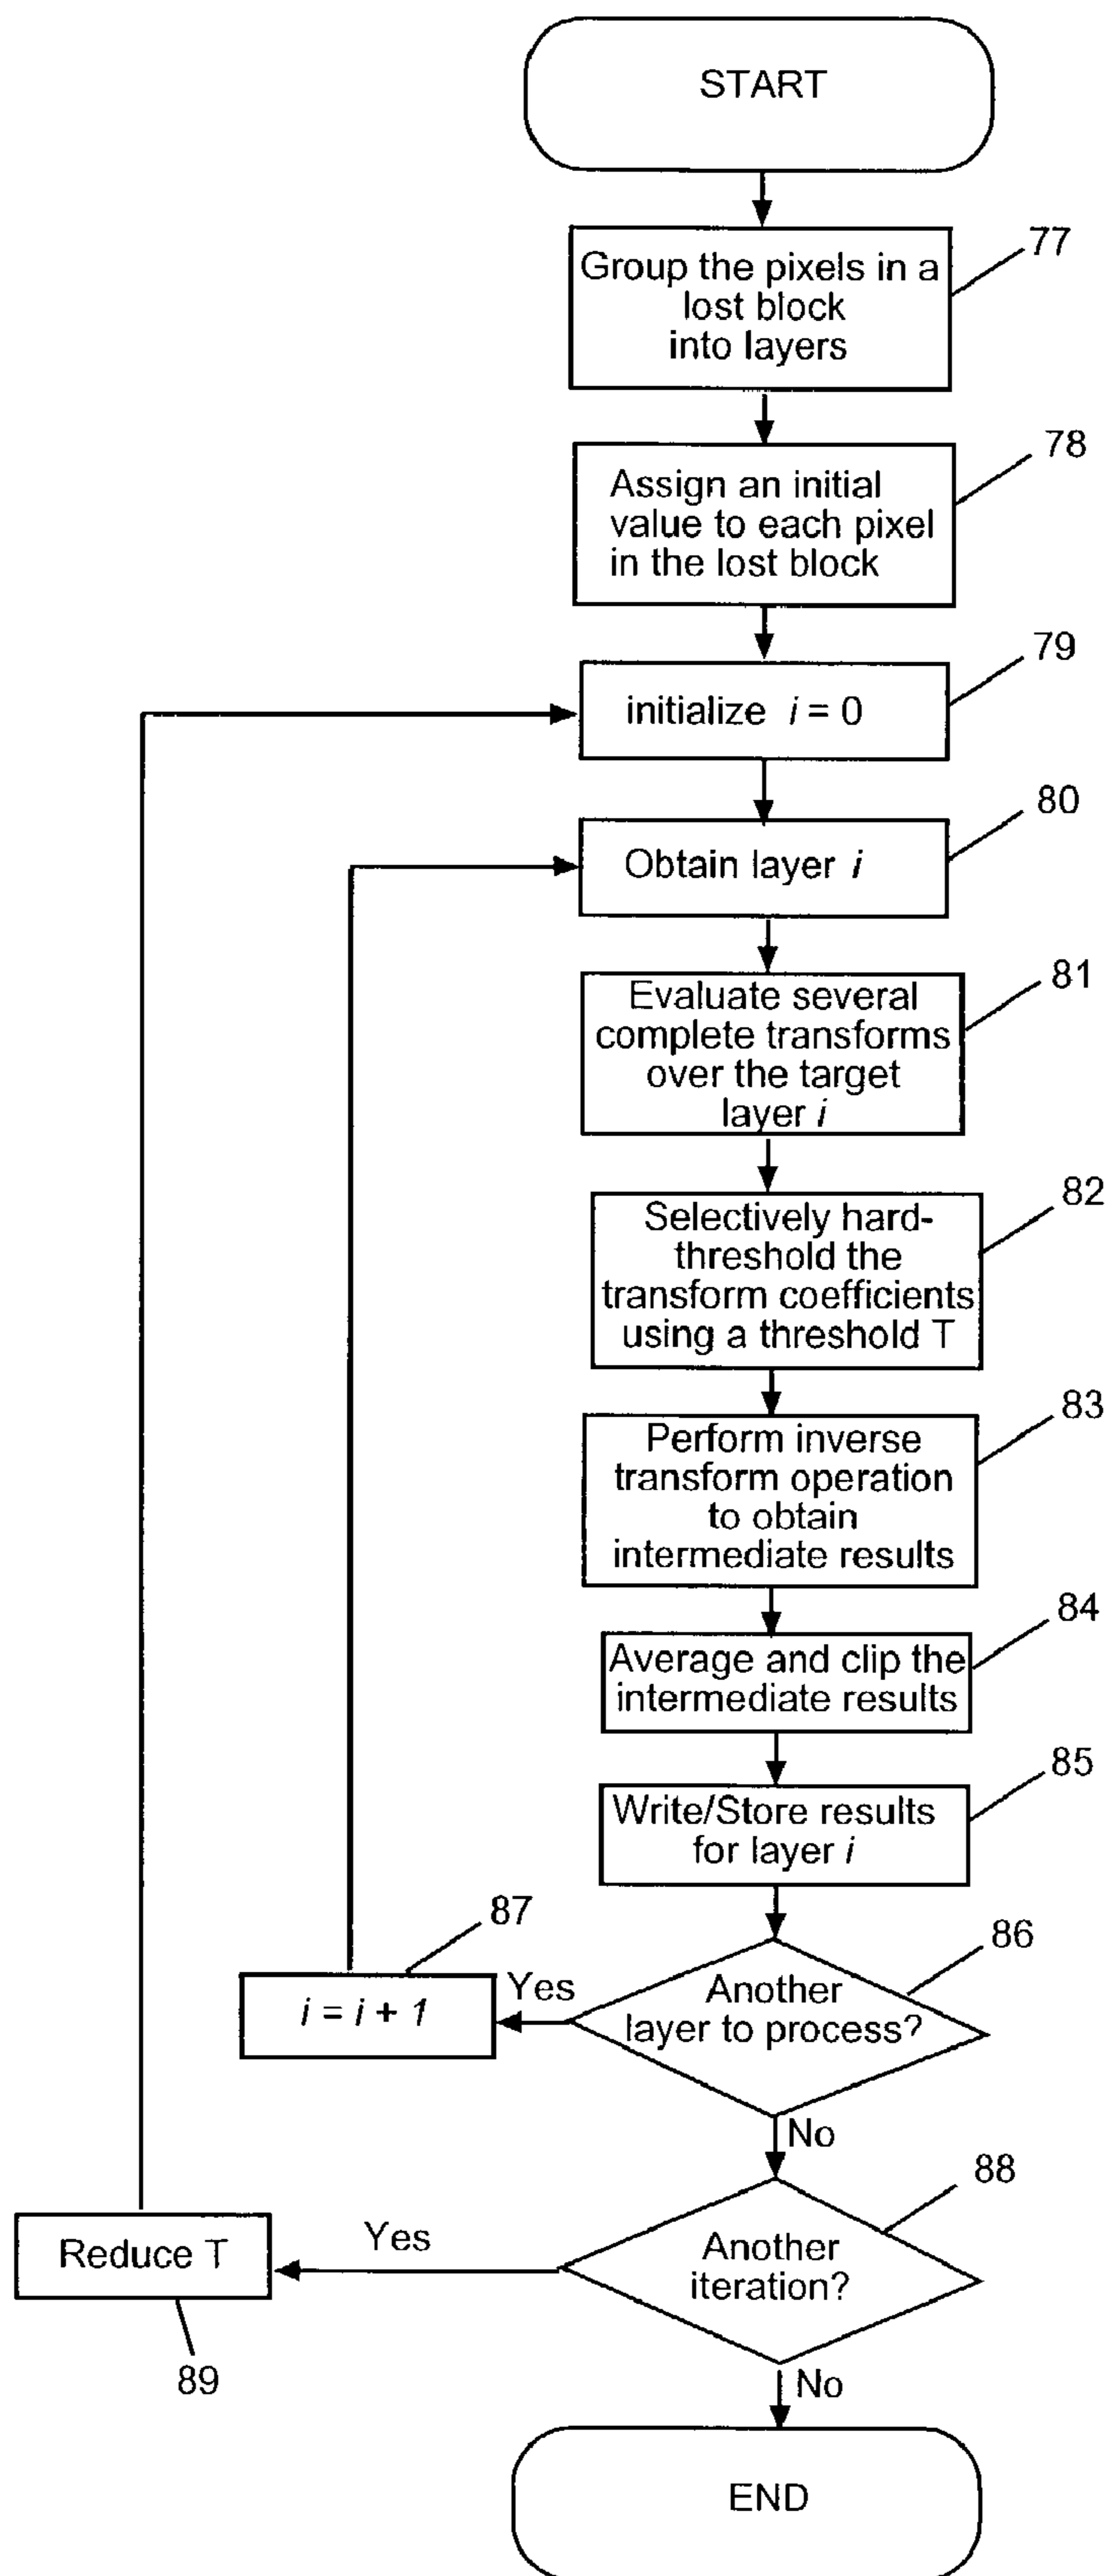 START
77
Group the pixels in a
lost block
into layers
78
Assign an initial
value to each pixel
in the lost block
79
initialize i = 0
80
Obtain layer i
81
Evaluate several
complete transforms
over the target
layer i
82
Selectively hard-
threshold the
transform coefficients
using a threshold T
83
Perform inverse
transform operation
to obtain
intermediate results
84
Average and clip the
intermediate results
85
Write/Store results
for layer i
86
Another
layer to process?
Yes
87
i = i + 1
No
88
Another
iteration?
Yes
Reduce T
89
No
END